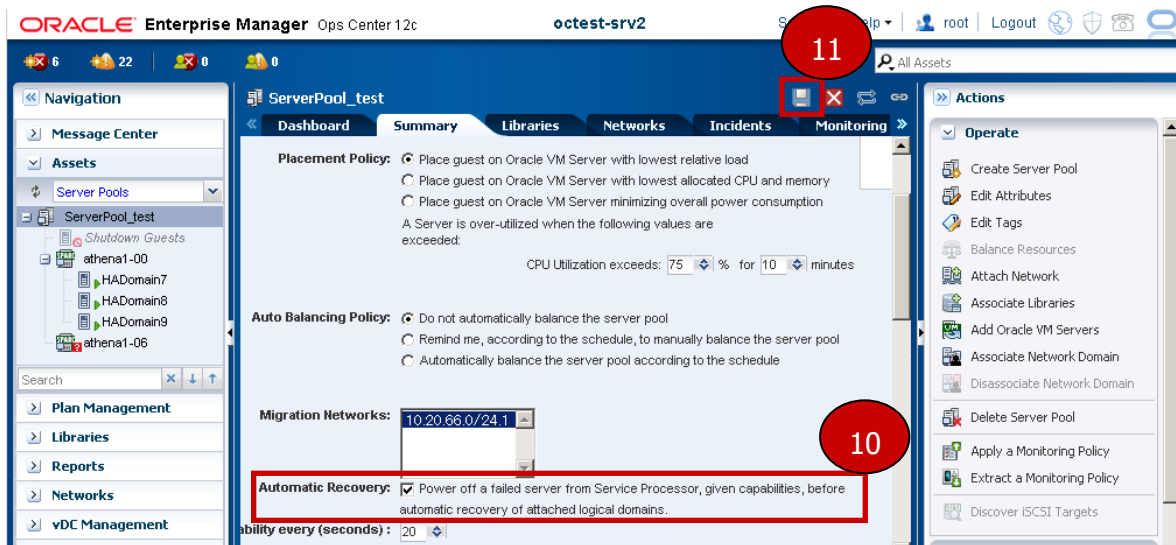 ORACLE Enterprise Manager Ops Center 12c
octest-srv2
root
Logout
11
6
22
0
0
All Assets
Navigation
Message Center
Assets
Server Pools
ServerPool_test
Shutdown Guests
athena1-00
HADomain7
HADomain8
HADomain9
athena1-06
Search
Plan Management
Libraries
Reports
Networks
vDC Management
ServerPool_test
Dashboard
Summary
Libraries
Networks
Incidents
Monitoring
Placement Policy:
Place guest on Oracle VM Server with lowest relative load
Place guest on Oracle VM Server with lowest allocated CPU and memory
Place guest on Oracle VM Server minimizing overall power consumption
A Server is over-utilized when the following values are
exceeded:
CPU Utilization exceeds: 75 % for 10 minutes
Auto Balancing Policy:
Do not automatically balance the server pool
Remind me, according to the schedule, to manually balance the server pool
Automatically balance the server pool according to the schedule
Migration Networks:
10.20.66.0/24.1
10
Automatic Recovery: Power off a failed server from Service Processor, given capabilities, before
automatic recovery of attached logical domains.
ability every (seconds) : 20
Actions
Operate
Create Server Pool
Edit Attributes
Edit Tags
Balance Resources
Attach Network
Associate Libraries
Add Oracle VM Servers
Associate Network Domain
Disassociate Network Domain
Delete Server Pool
Apply a Monitoring Policy
Extract a Monitoring Policy
Discover iSCSI Targets